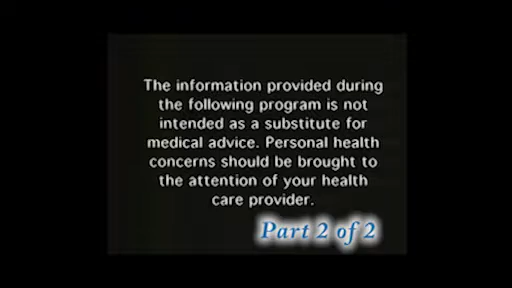 The information provided during
the following program is not
intended as a substitute for
medical advice. Personal health
concerns should be brought to
the attention of your health
care provider.
Part 2 of 2